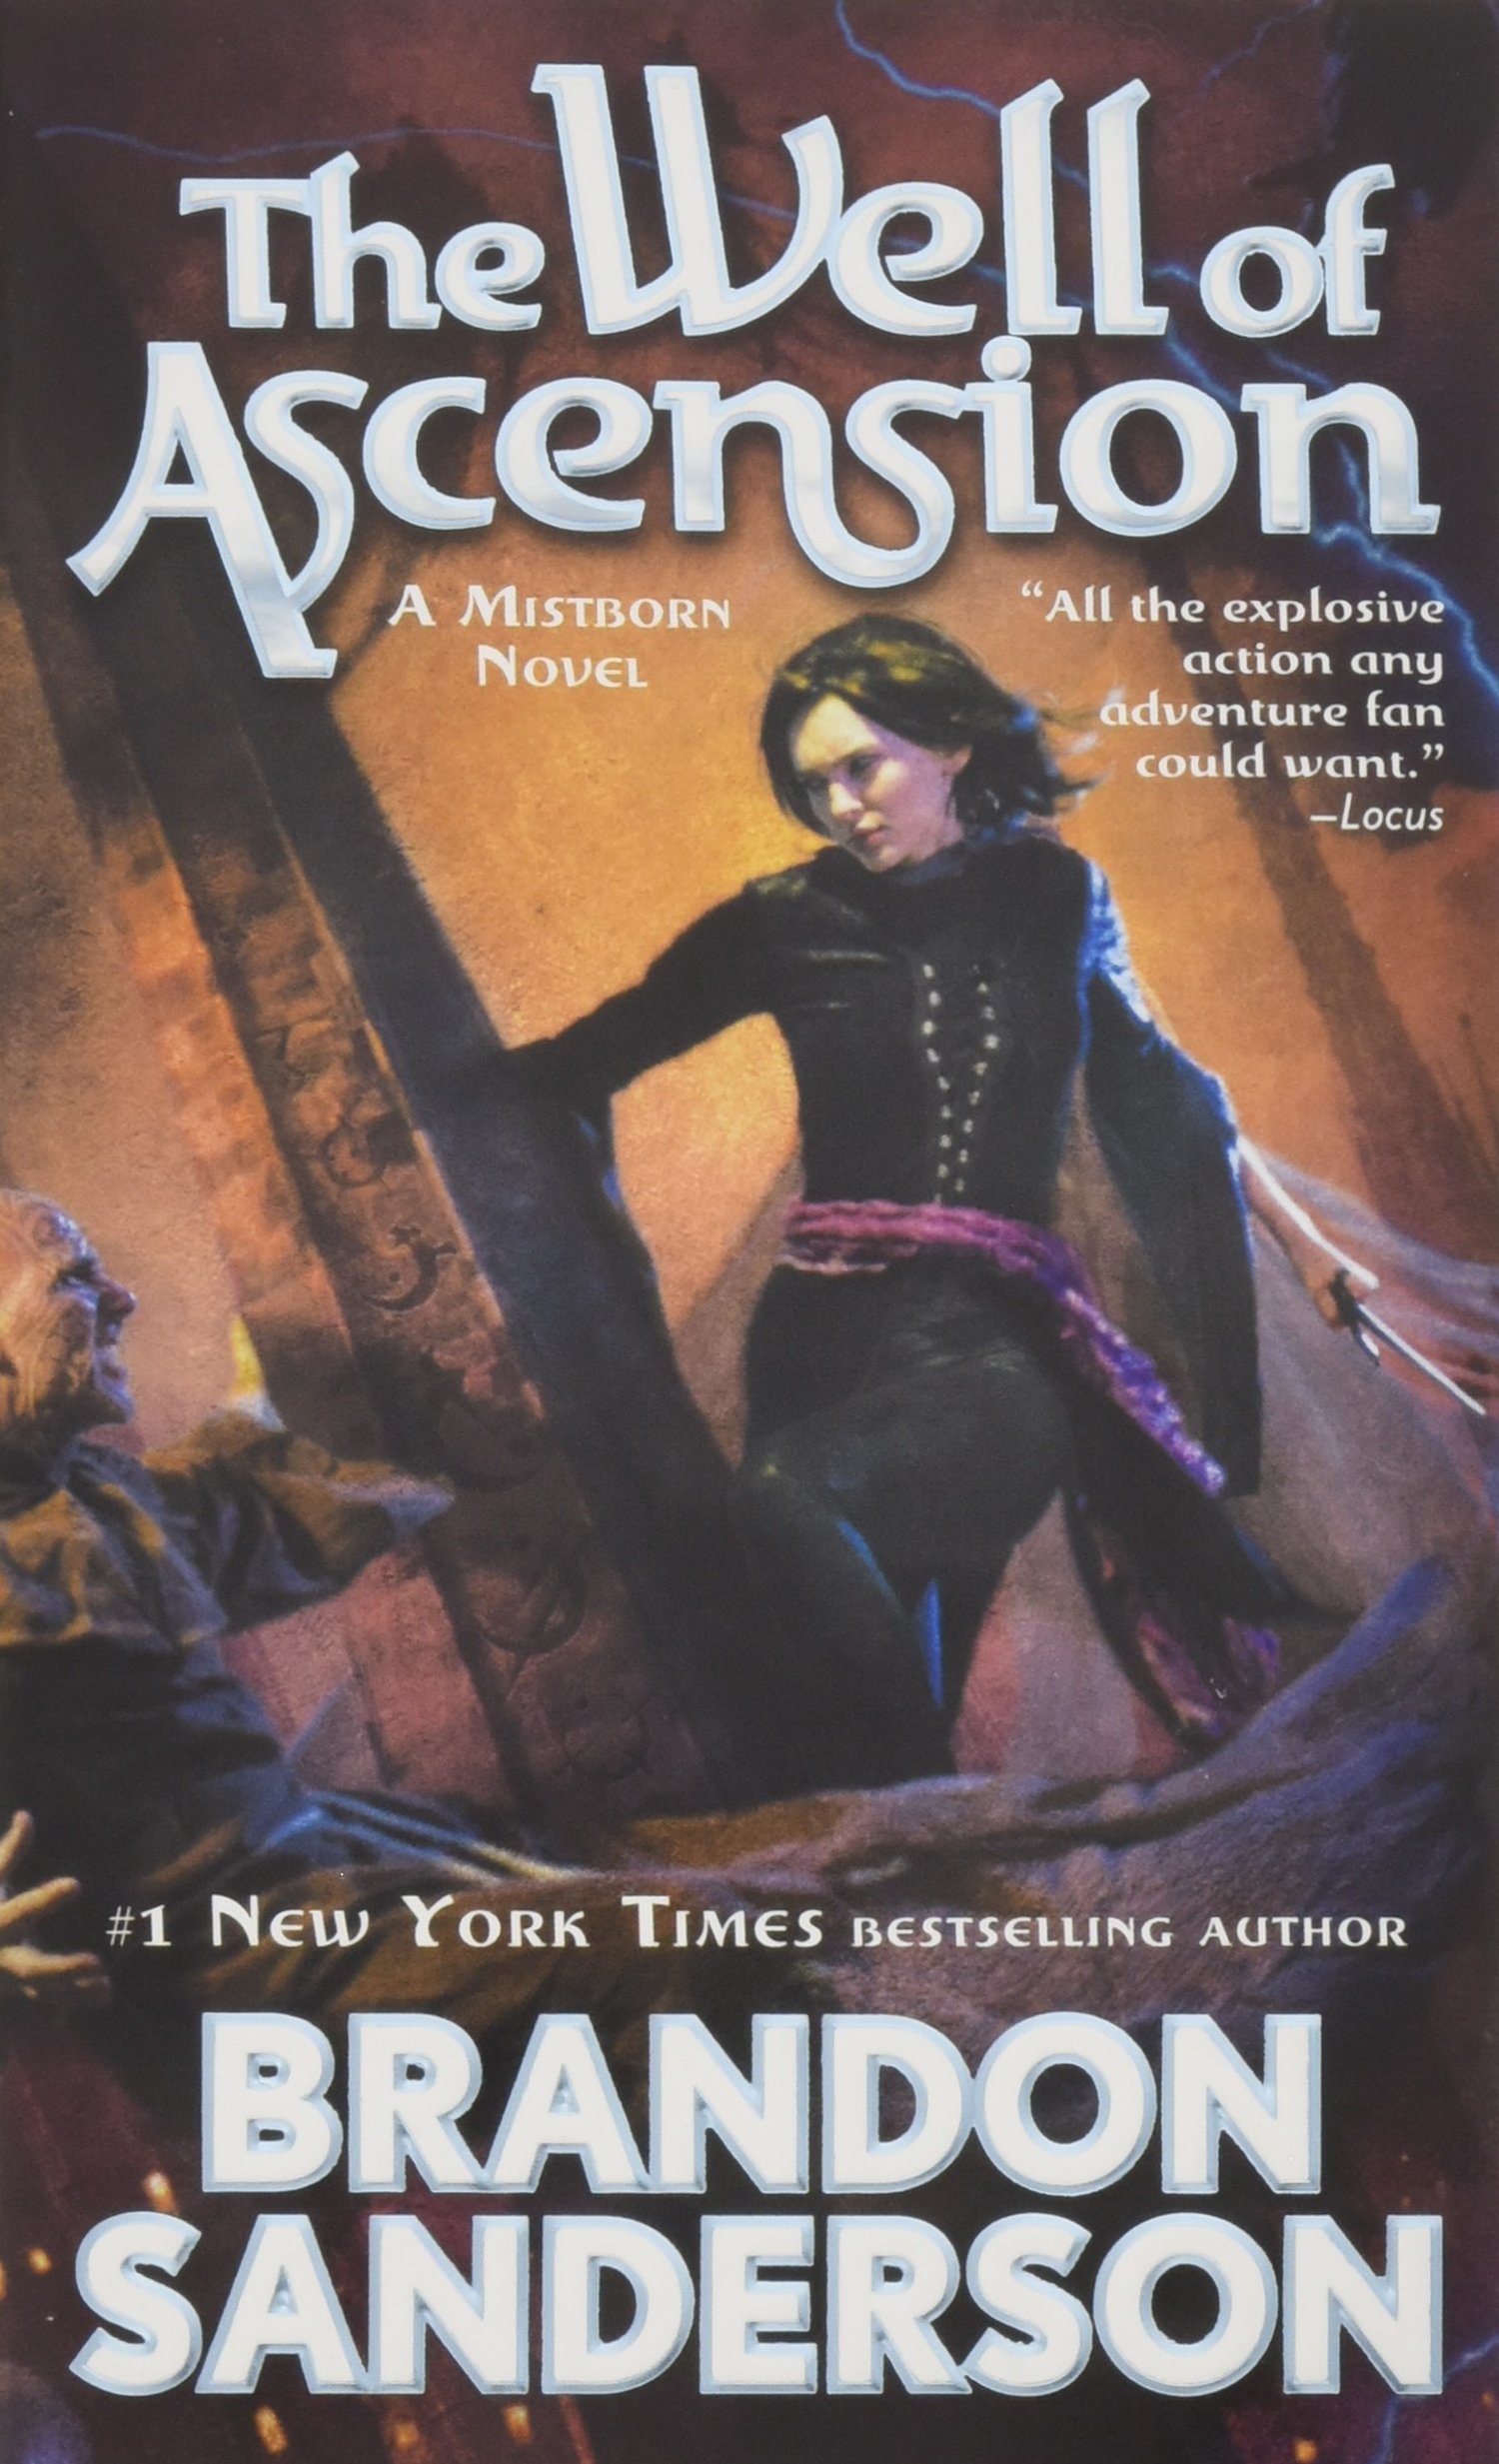 The Well of
Ascension
A Mistborn
Novel
“All the explosive
action any
adventure fan
could want.”
—Locus
#1 New York Times bestselling author
BRANDON
SANDERSON